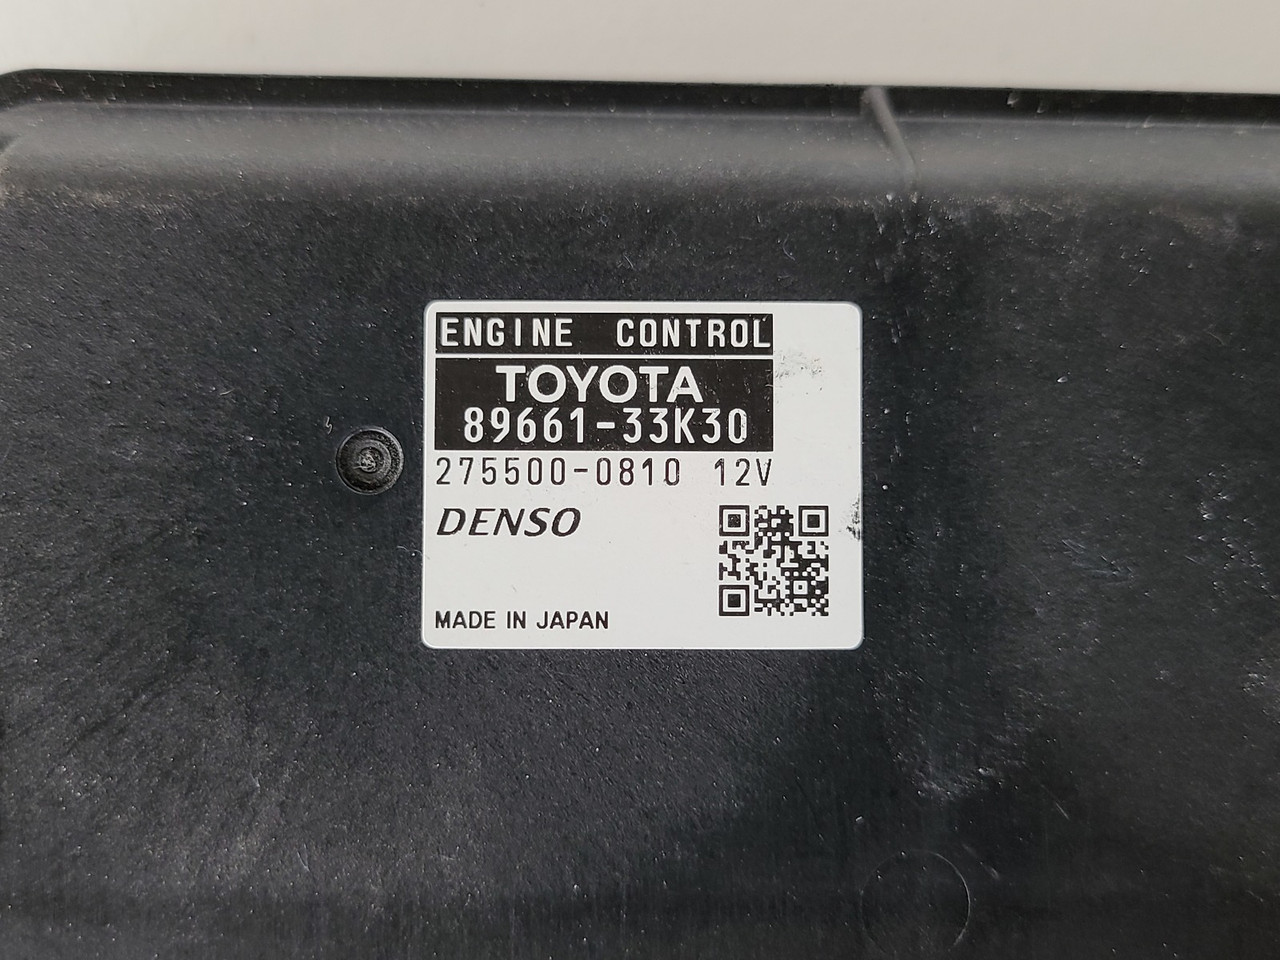 ENGINE CONTROL
TOYOTA
89661-33K30
275500-0810 12V
DENSO
MADE IN JAPAN